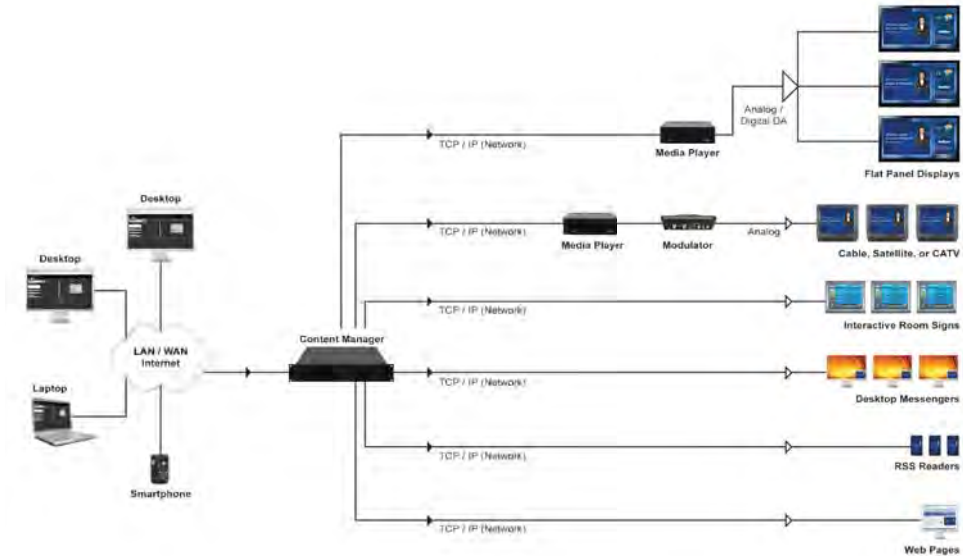 Analog /
Digital DA
TCP / IP (Network)
Media Player
Flat Panel Displays
Desktop
TCP / IP (Network)
Media Player
Modulator
Analog
Cable, Satellite, or CATV
Desktop
TCP / IP (Network)
Interactive Room Signs
LAN / WAN
Internet
Content Manager
TCP / IP (Network)
Desktop Messengers
Laptop
TCP / IP (Network)
RSS Readers
Smartphone
TCP / IP (Network)
Web Pages